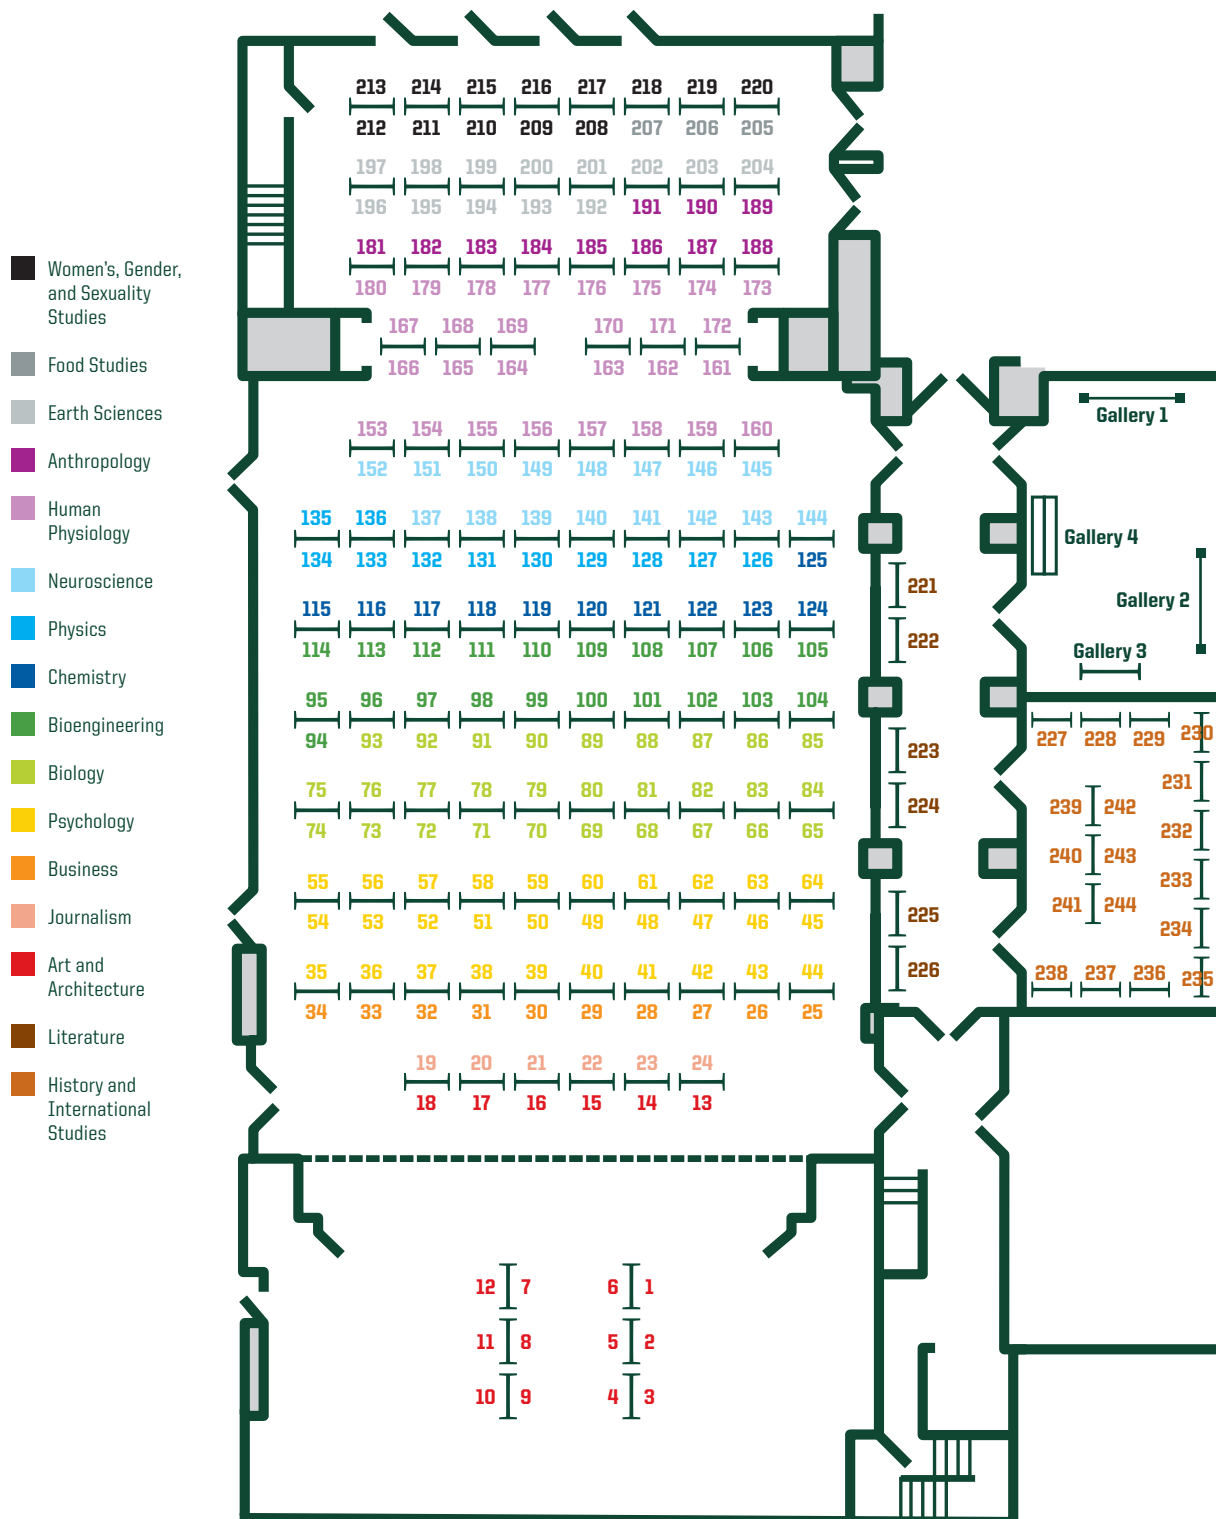 Women's, Gender,
and Sexuality
Studies
Food Studies
Earth Sciences
Anthropology
Human
Physiology
Neuroscience
Physics
Chemistry
Bioengineering
Biology
Psychology
Business
Journalism
Art and
Architecture
Literature
History and
International
Studies
213 214 215 216 217 218 219 220
212 211 210 209 208 207 206 205
197 198 199 200 201 202 203 204
196 195 194 193 192 191 190 189
181 182 183 184 185 186 187 188
180 179 178 177 176 175 174 173
167 168 169 170 171 172
166 165 164 163 162 161
153 154 155 156 157 158 159 160
152 151 150 149 148 147 146 145
135 136 137 138 139 140 141 142 143 144
134 133 132 131 130 129 128 127 126 125
115 116 117 118 119 120 121 122 123 124
114 113 112 111 110 109 108 107 106 105
95 96 97 98 99 100 101 102 103 104
94 93 92 91 90 89 88 87 86 85
75 76 77 78 79 80 81 82 83 84
74 73 72 71 70 69 68 67 66 65
55 56 57 58 59 60 61 62 63 64
54 53 52 51 50 49 48 47 46 45
35 36 37 38 39 40 41 42 43 44
34 33 32 31 30 29 28 27 26 25
19 20 21 22 23 24
18 17 16 15 14 13
12 7 6 1
11 8 5 2
10 9 4 3
221
222
223
224
225
226
Gallery 1
Gallery 4
Gallery 2
Gallery 3
227 228 229 230
231
239 242
232
240 243
233
241 244
234
238 237 236 235